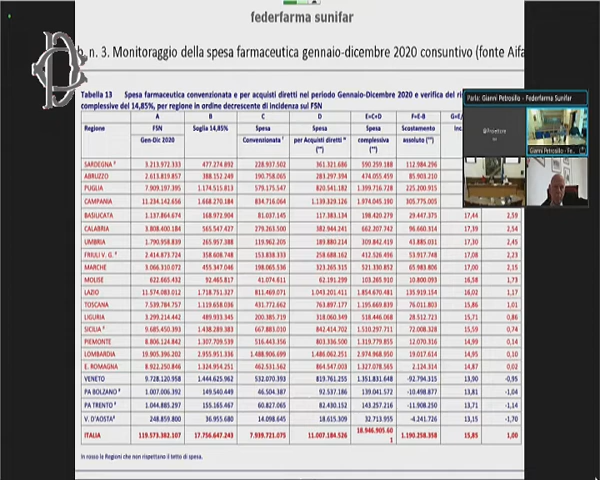 federfarma sunifar
b. n. 3. Monitoraggio della spesa farmaceutica gennaio-dicembre 2020 consuntivo (fonte Aifa
Tabella 13 Spesa farmaceutica convenzionata e per acquisti diretti nel periodo Gennaio-Dicembre 2020 e verifica del
complessive del 14,85%, per regione in ordine decrescente di incidenza sul FSN
Parla: Gianni Petrosillo - Federfarma Sunifar
A B C D E=C+D F=E-B
Regione FSN Gen-Dic 2020 Soglia 14,85% Spesa Convenzionata Spesa per Acquisti Diretti Spesa complessiva Scostamento assoluto
SARDEGNA 3.213.972.333 477.274.892 228.937.502 361.321.686 590.259.188 112.984.296
ABRUZZO 2.613.819.857 388.152.249 190.758.065 283.297.394 474.055.459 85.903.210
PUGLIA 7.909.197.395 1.174.515.813 579.175.547 820.541.182 1.399.716.728 225.200.915
CAMPANIA 11.234.142.656 1.668.270.184 834.716.064 1.139.329.126 1.974.045.190 305.775.005
BASILICATA 1.137.864.674 168.972.904 81.037.145 117.383.134 198.420.279 29.447.375 17,44 2,59
CALABRIA 3.808.400.184 565.547.427 279.263.500 382.944.241 662.207.742 96.660.314 17,39 2,54
UMBRIA 1.790.958.839 265.957.388 119.962.205 189.880.214 309.842.419 43.885.031 17,30 2,45
FRIULI V. G. 2.414.873.724 358.608.748 153.838.333 258.688.162 412.526.496 53.917.748 17,08 2,23
MARCHE 3.066.310.072 455.347.046 198.065.536 323.265.315 521.330.852 65.983.806 17,00 2,15
MOLISE 622.665.432 92.465.817 41.074.611 62.191.299 103.265.910 10.800.093 16,58 1,73
LAZIO 11.574.083.012 1.718.751.327 811.469.071 1.043.201.411 1.854.670.481 135.919.154 16,02 1,17
TOSCANA 7.539.784.757 1.119.658.036 431.772.662 763.897.177 1.195.669.839 76.011.803 15,86 1,01
LIGURIA 3.299.214.442 489.933.345 200.385.719 318.060.349 518.446.068 28.512.723 15,71 0,86
SICILIA 9.685.450.393 1.438.289.383 667.883.010 842.414.702 1.510.297.711 72.008.328 15,59 0,74
PIEMONTE 8.806.124.842 1.307.709.539 516.443.356 803.336.500 1.319.779.855 12.070.316 14,99 0,14
LOMBARDIA 19.905.396.202 2.955.951.336 1.488.906.699 1.486.062.251 2.974.968.950 19.017.614 14,95 0,10
E. ROMAGNA 8.922.250.846 1.324.954.251 462.531.562 864.547.003 1.327.078.565 2.124.314 14,87 0,02
VENETO 9.728.120.958 1.444.625.962 532.070.393 819.761.255 1.351.831.648 -92.794.315 13,90 -0,95
PA BOLZANO 1.007.006.392 149.540.449 46.504.387 92.537.186 139.041.572 -10.498.877 13,81 -1,04
PA TRENTO 1.044.885.297 155.165.467 60.827.065 82.430.152 143.257.216 -11.908.250 13,71 -1,14
V. D'AOSTA 248.859.800 36.955.680 14.098.645 18.615.309 32.713.955 -4.241.726 13,15 -1,70
ITALIA 119.573.382.107 17.756.647.243 7.939.721.075 11.007.184.526 18.946.905.601 1.190.258.358 15,85 1,00
In rosso le Regioni che non rispettano il tetto di spesa.